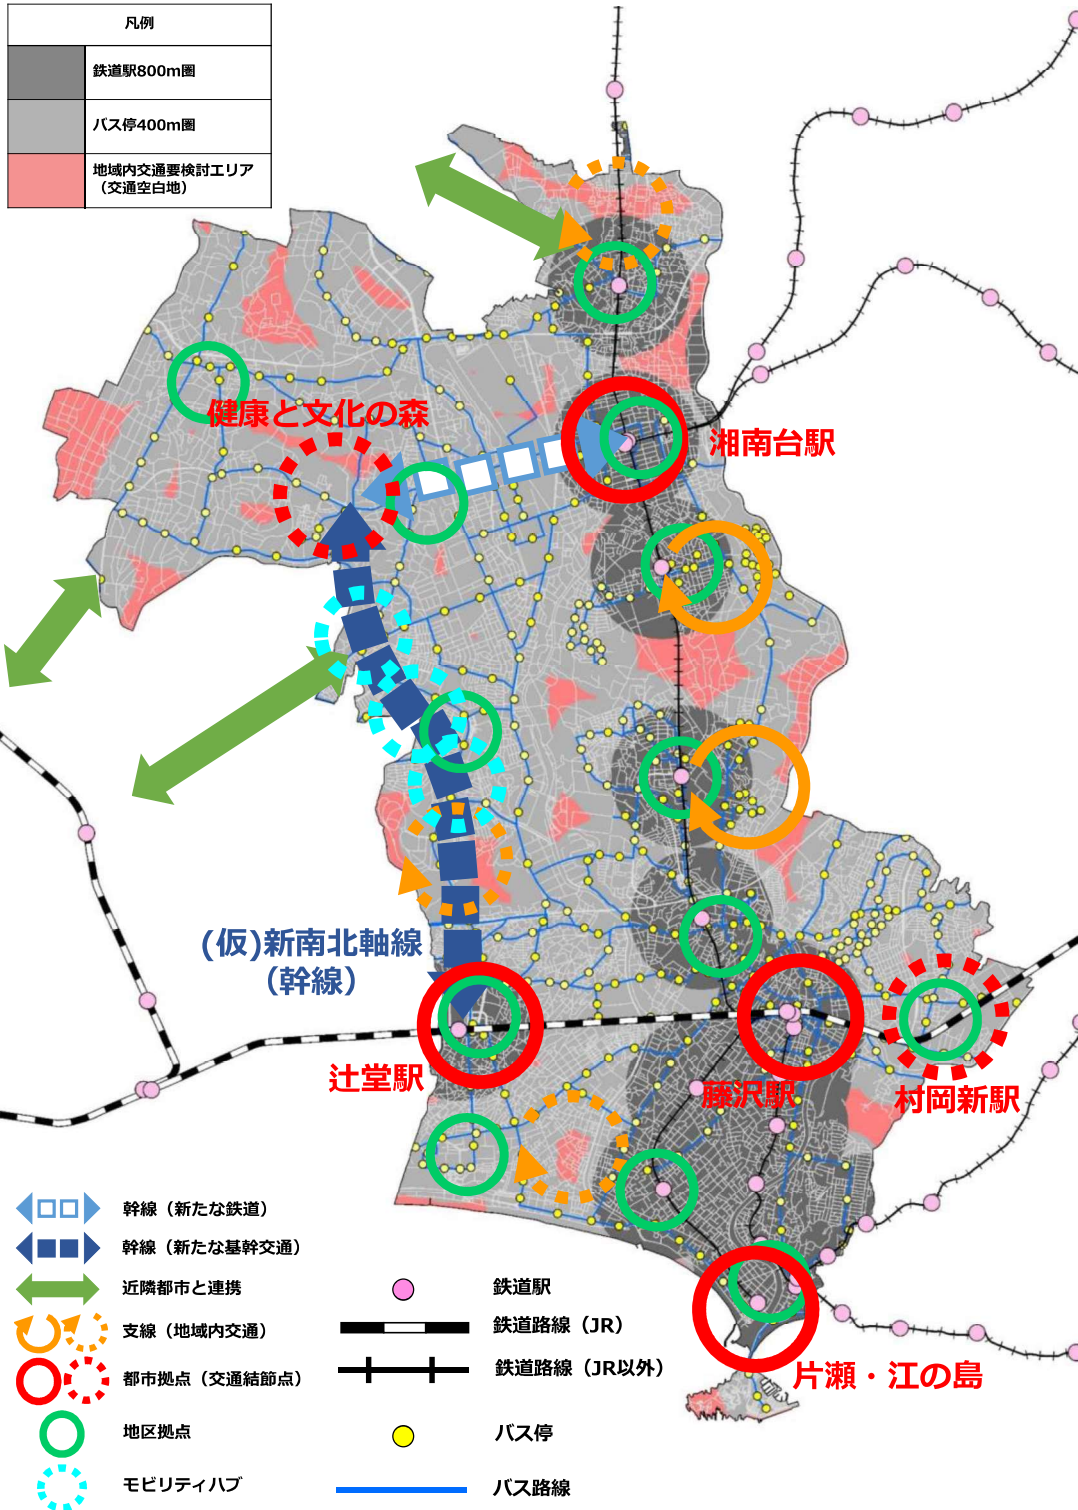 凡例
鉄道駅800m圏
バス停400m圏
地域内交通要検討エリア
（交通空白地）
健康と文化の森
湘南台駅
(仮)新南北軸線
（幹線）
辻堂駅
藤沢駅
村岡新駅
片瀬・江の島
幹線（新たな鉄道）
幹線（新たな基幹交通）
近隣都市と連携
支線（地域内交通）
都市拠点（交通結節点）
地区拠点
モビリティハブ
鉄道駅
鉄道路線（JR）
鉄道路線（JR以外）
バス停
バス路線